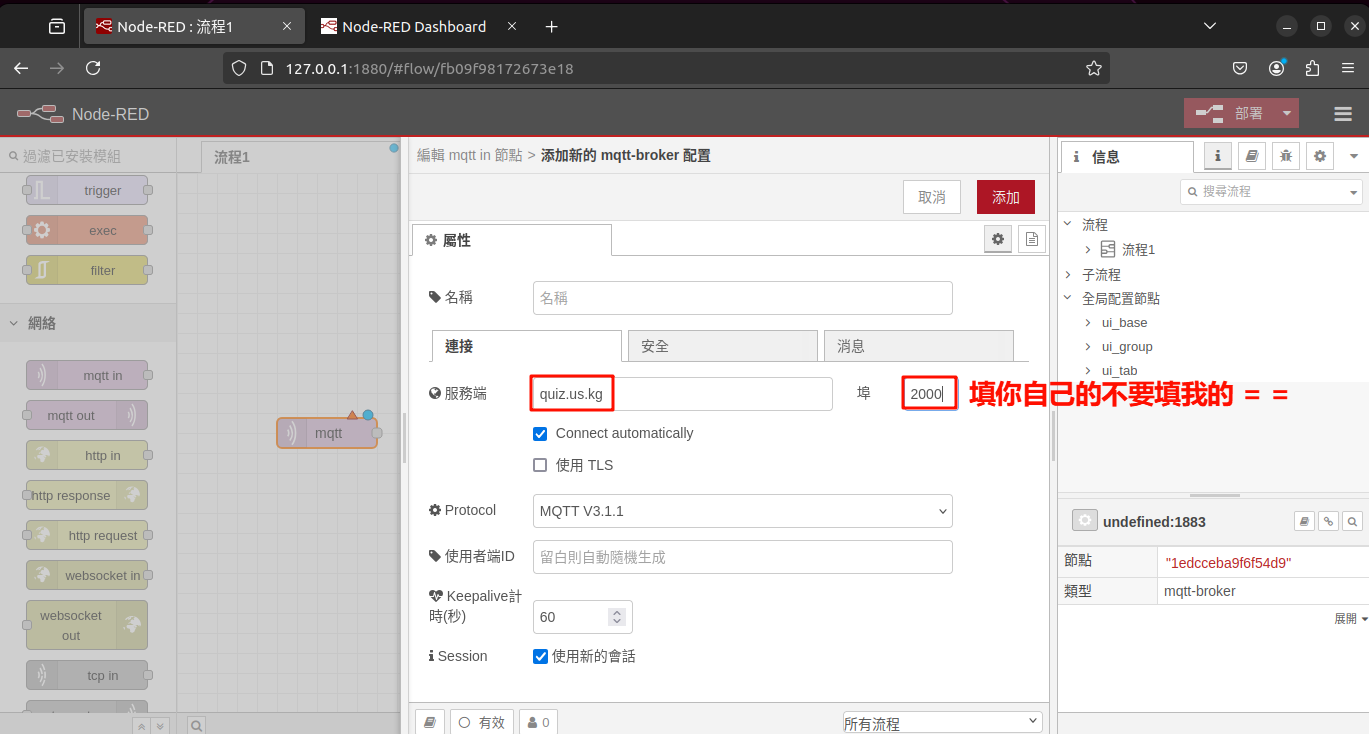 Node-RED : 流程1
Node-RED Dashboard
127.0.0.1:1880/#flow/fb09f98172673e18
Node-RED
部署
過濾已安裝模組
trigger
exec
filter
網絡
mqtt in
mqtt out
http in
http response
http request
websocket in
websocket
out
tcp in
流程1
mqtt
編輯 mqtt in 節點 > 添加新的 mqtt-broker 配置
取消
添加
屬性
名稱
名稱
連接
安全
消息
服務端
quiz.us.kg
埠
2000
填你自己的不要填我的 = =
Connect automatically
使用 TLS
Protocol
MQTT V3.1.1
使用者端ID
留白則自動隨機生成
Keepalive計
時(秒)
60
Session
使用新的會話
有效
0
所有流程
信息
搜尋流程
流程
流程1
子流程
全局配置節點
ui_base
ui_group
ui_tab
undefined:1883
節點
"1edcceba9f6f54d9"
類型
mqtt-broker
展開